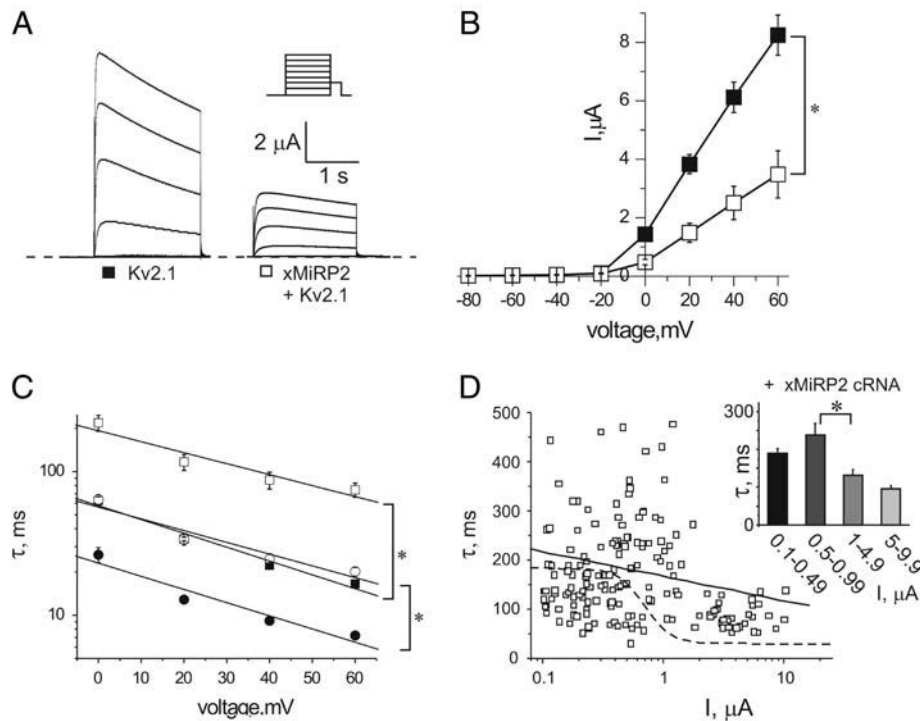 A
2 μA
1 s
■ Kv2.1
□ xMiRP2
+ Kv2.1
B
I,μA
8
6
4
2
0
-80 -60 -40 -20 0 20 40 60
voltage,mV
*
C
τ, ms
100
10
0 10 20 30 40 50 60
voltage.mV
*
*
D
τ, ms
500
400
300
200
100
0
0.1 1 10
I, μA
+ xMiRP2 cRNA
*
τ, ms
300
0
0.1-0.49
0.5-0.99
1-4.9
5-9.9
I, μA